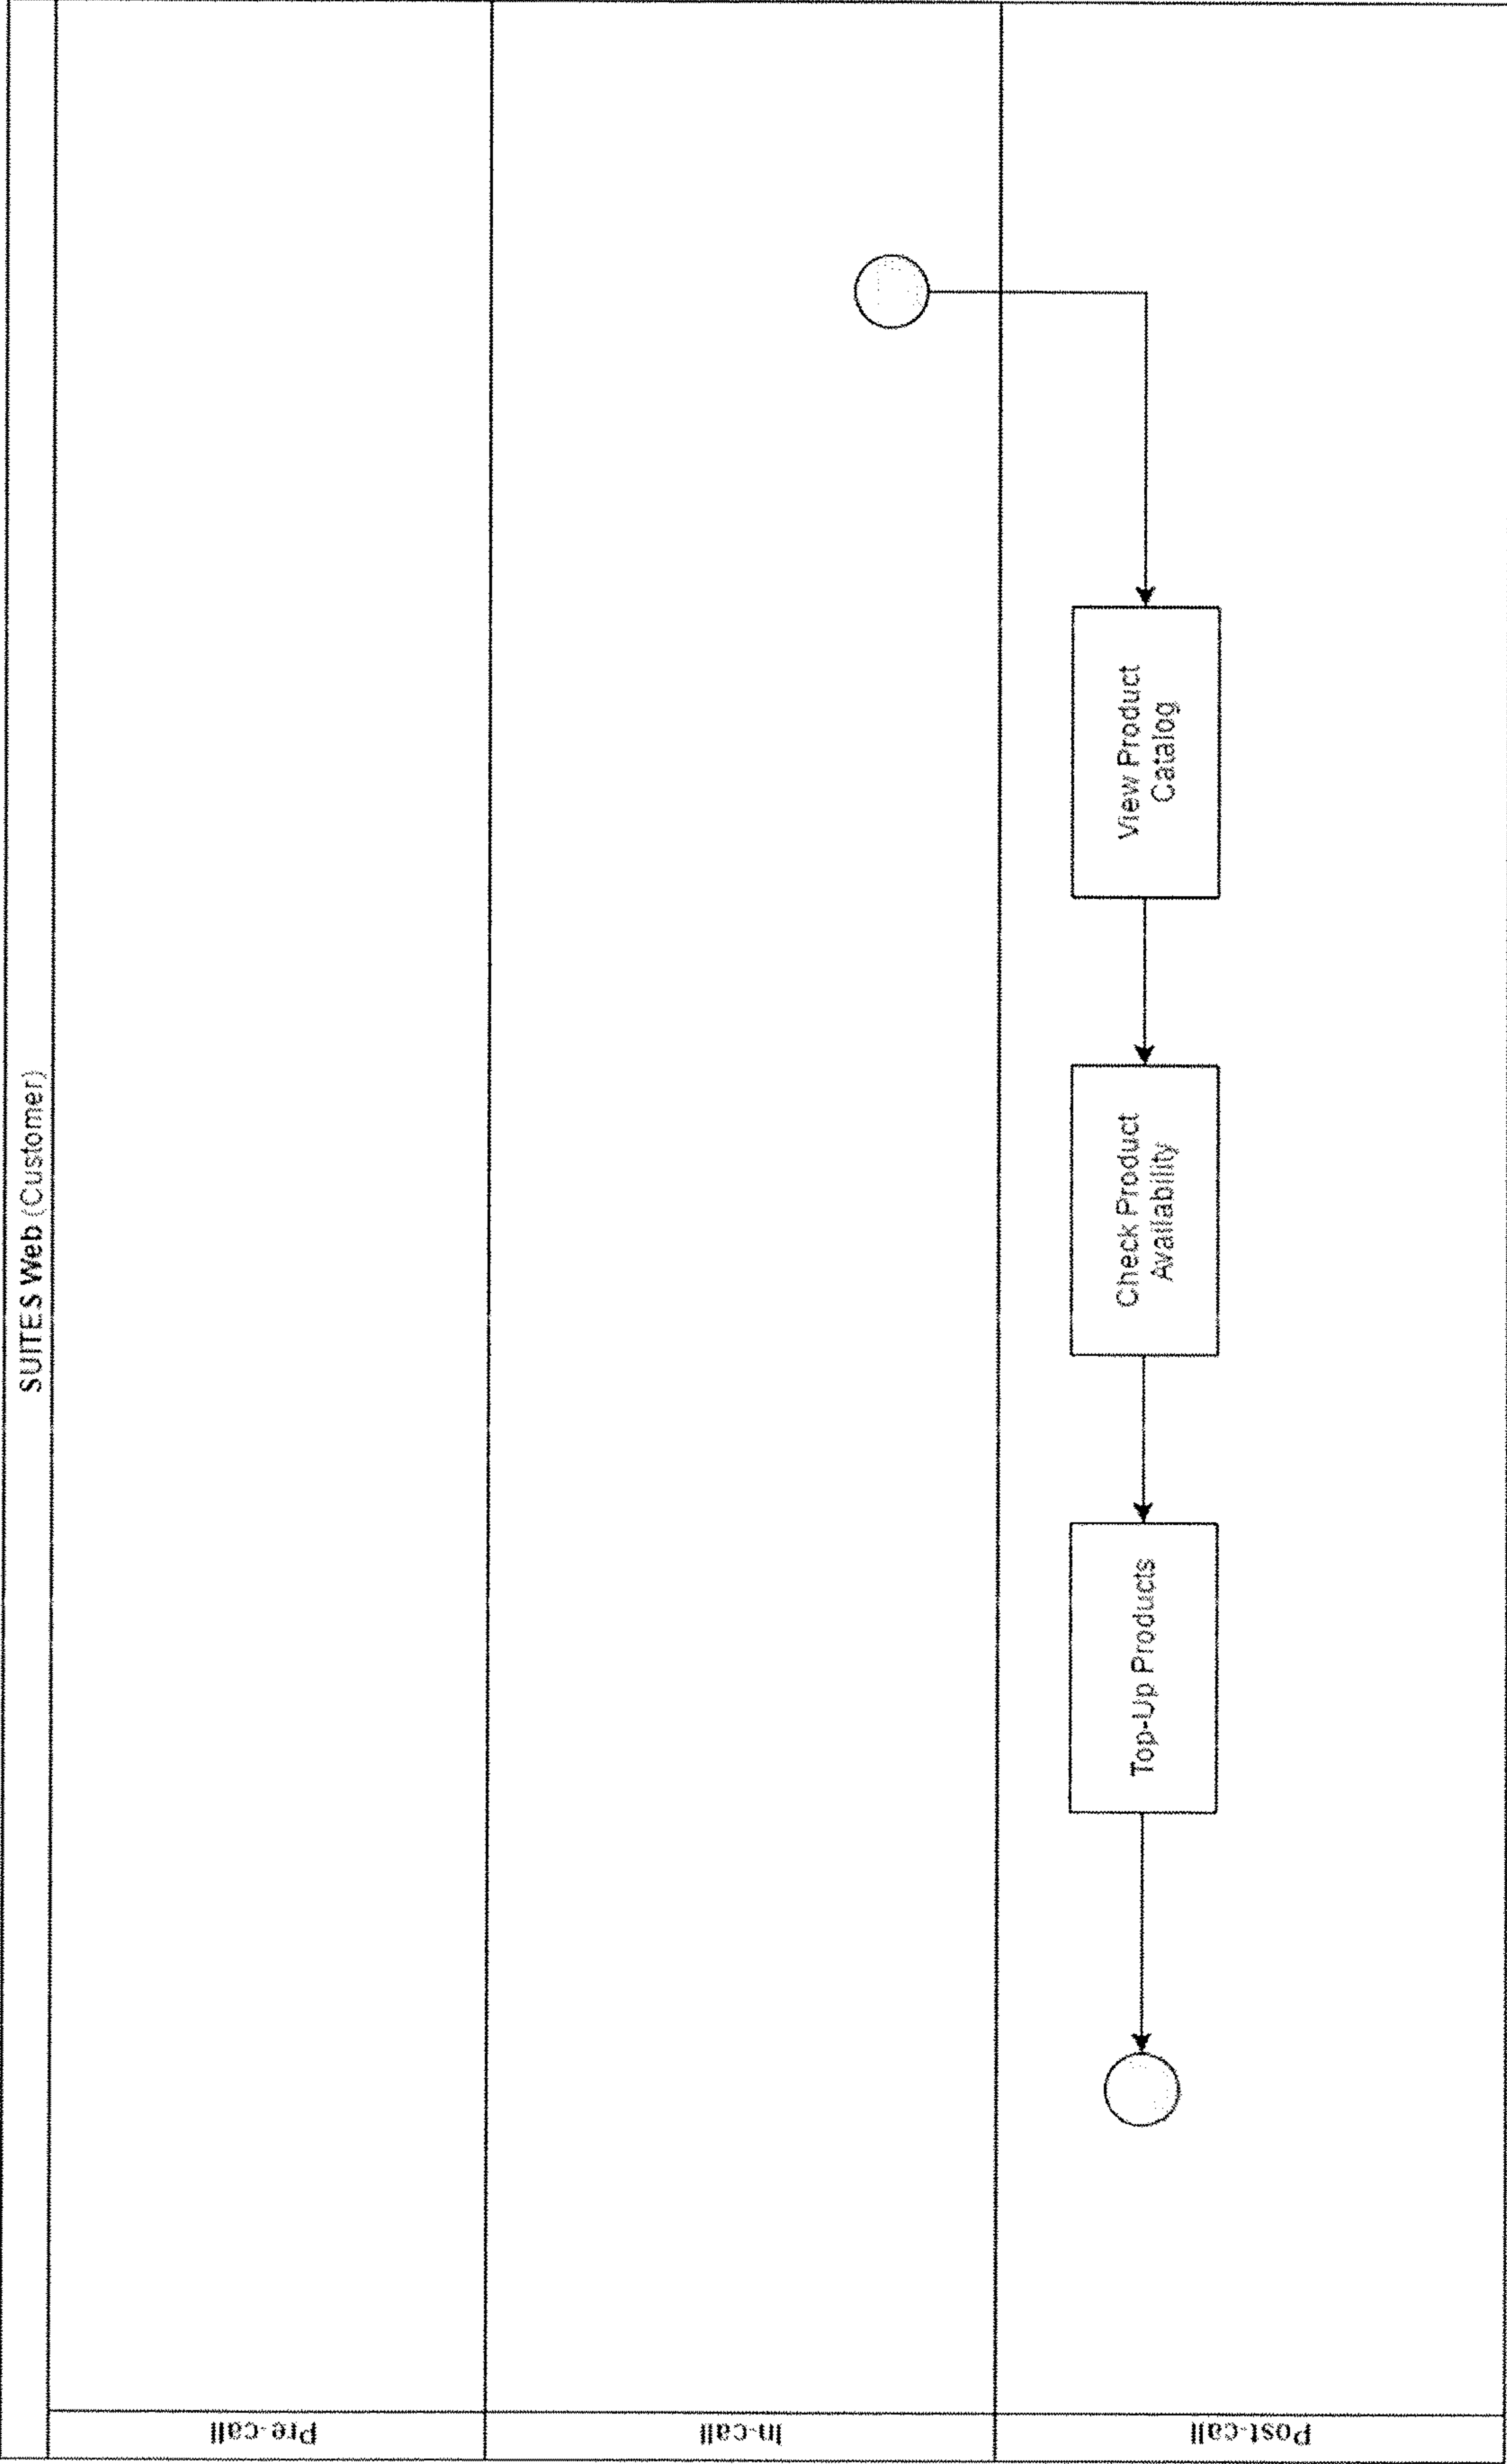 SUITES Web (Customer)
Pre-call
In-call
Post-call
View Product
Catalog
Check Product
Availability
Top-Up Products